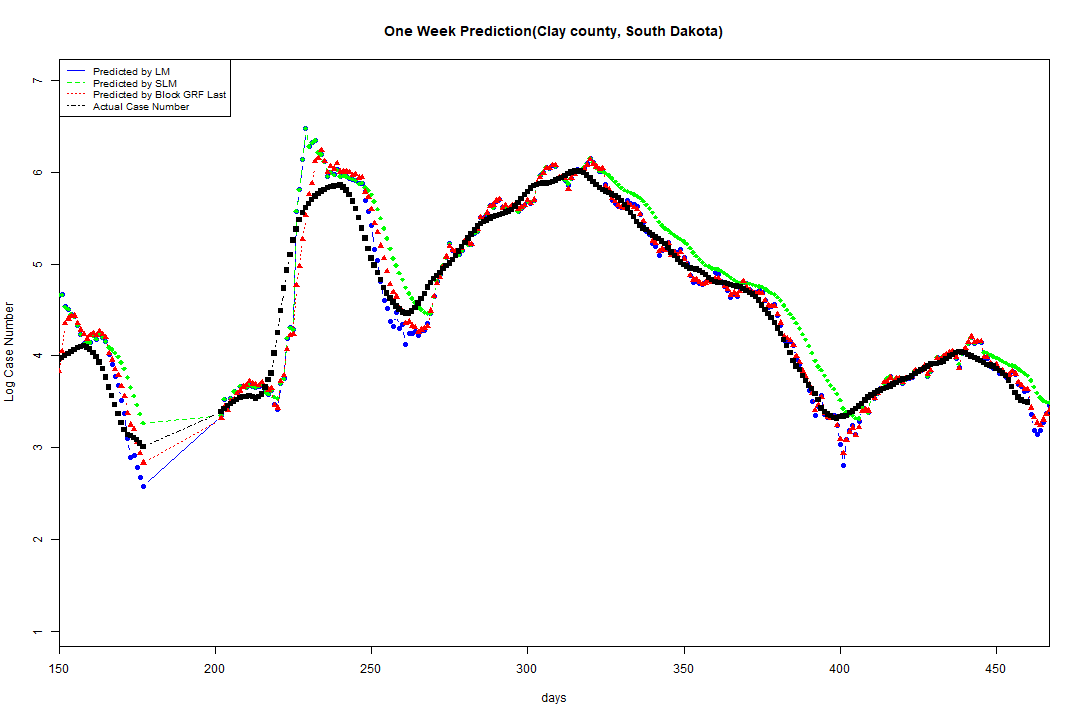 One Week Prediction(Clay county, South Dakota)
Predicted by LM
Predicted by SLM
Predicted by Block GRF Last
Actual Case Number
7
6
5
4
3
2
1
Log Case Number
150 200 250 300 350 400 450
days